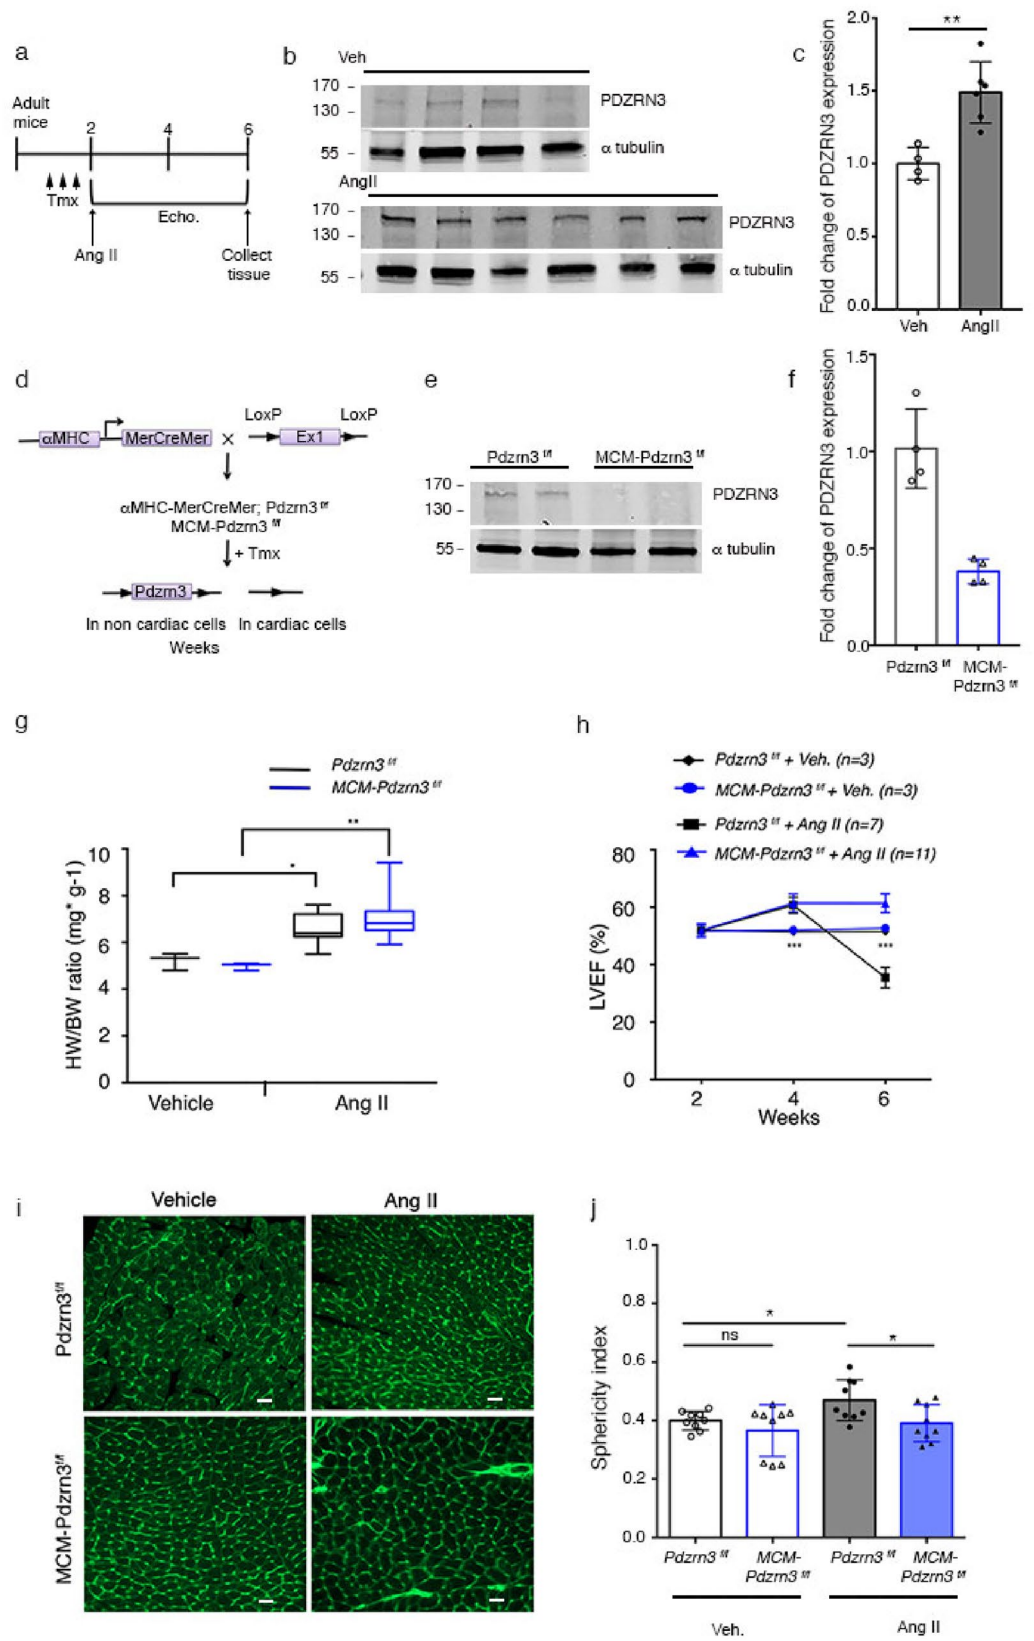 a
Adult
mice
2
4
6
Tmx
Echo.
Ang II
Collect
tissue
b
Veh
170 -
130 -
PDZRN3
55 -
α tubulin
AngII
170 -
130 -
PDZRN3
55 -
α tubulin
c
Fold change of PDZRN3 expression
2.0
1.5
1.0
0.5
0.0
**
Veh
AngII
d
αMHC
MerCreMer
×
LoxP
LoxP
Ex1
αMHC-MerCreMer; Pdzrn3 f/f
MCM-Pdzrn3 f/f
+ Tmx
Pdzrn3
In non cardiac cells
In cardiac cells
Weeks
e
Pdzrn3 f/f
MCM-Pdzrn3 f/f
170 -
130 -
PDZRN3
55 -
α tubulin
f
Fold change of PDZRN3 expression
1.5
1.0
0.5
0.0
Pdzrn3 f/f
MCM-
Pdzrn3 f/f
g
Pdzrn3 f/f
MCM-Pdzrn3 f/f
HW/BW ratio (mg* g-1)
10
8
6
4
2
0
*
**
Vehicle
Ang II
h
Pdzrn3 f/f + Veh. (n=3)
MCM-Pdzrn3 f/f + Veh. (n=3)
Pdzrn3 f/f + Ang II (n=7)
MCM-Pdzrn3 f/f + Ang II (n=11)
LVEF (%)
80
60
40
20
0
***
***
2
4
6
Weeks
i
Vehicle
Ang II
Pdzrn3f/f
MCM-Pdzrn3f/f
j
Sphericity index
1.0
0.8
0.6
0.4
0.2
0.0
*
ns
*
Pdzrn3 f/f
MCM-
Pdzrn3 f/f
Pdzrn3 f/f
MCM-
Pdzrn3 f/f
Veh.
Ang II